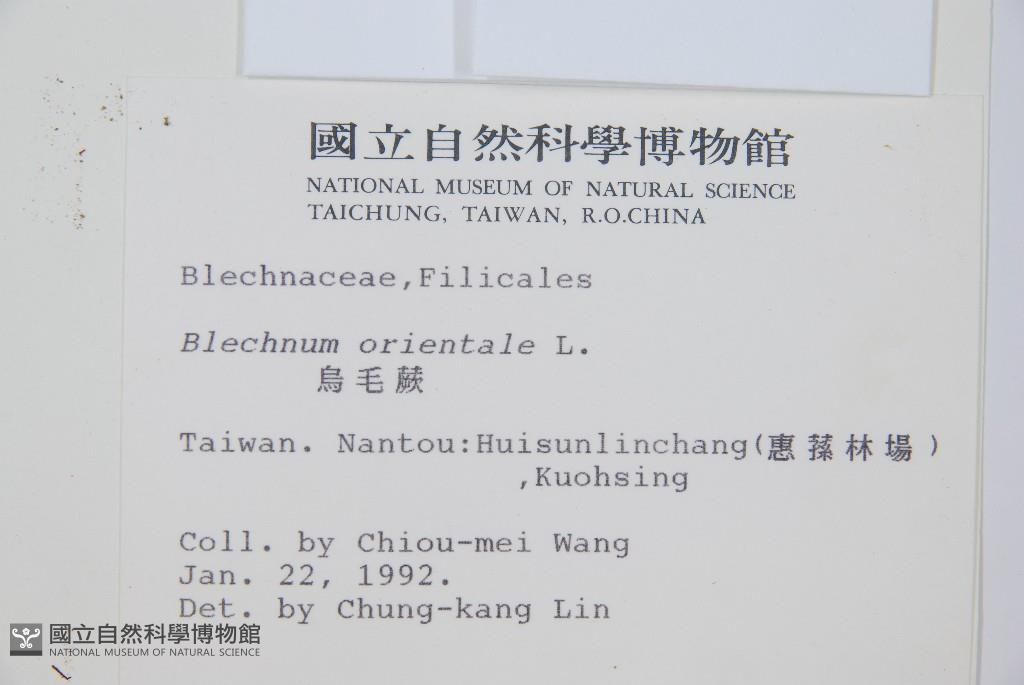 國立自然科學博物館
NATIONAL MUSEUM OF NATURAL SCIENCE
TAICHUNG, TAIWAN, R.O.CHINA
Blechnaceae,Filicales
Blechnum orientale L.
烏毛蕨
Taiwan. Nantou:Huisunlinchang(惠蓀林場)
,Kuohsing
Coll. by Chiou-mei Wang
Jan. 22, 1992.
Det. by Chung-kang Lin
國立自然科學博物館
NATIONAL MUSEUM OF NATURAL SCIENCE